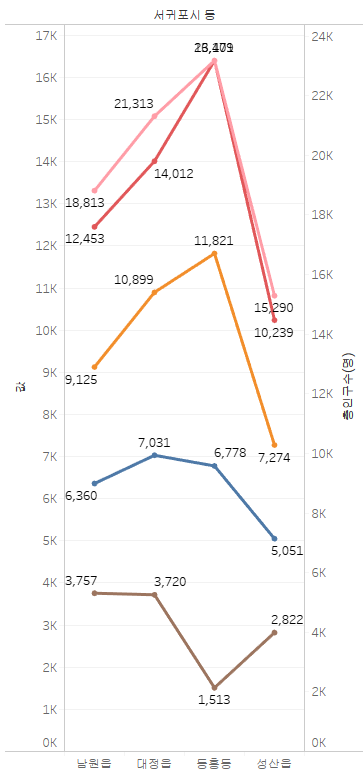 서귀포시 동
17K
16K
15K
14K
13K
12K
11K
10K
9K
8K
7K
6K
5K
4K
3K
2K
1K
0K
값
24K
22K
20K
18K
16K
14K
12K
10K
8K
6K
4K
2K
0K
총인구수(명)
21,313
14,012
18,813
12,453
15,290
10,239
11,821
10,899
9,125
7,274
7,031
6,778
6,360
5,051
3,757
3,720
2,822
1,513
남원읍 대정읍 동홍동 성산읍